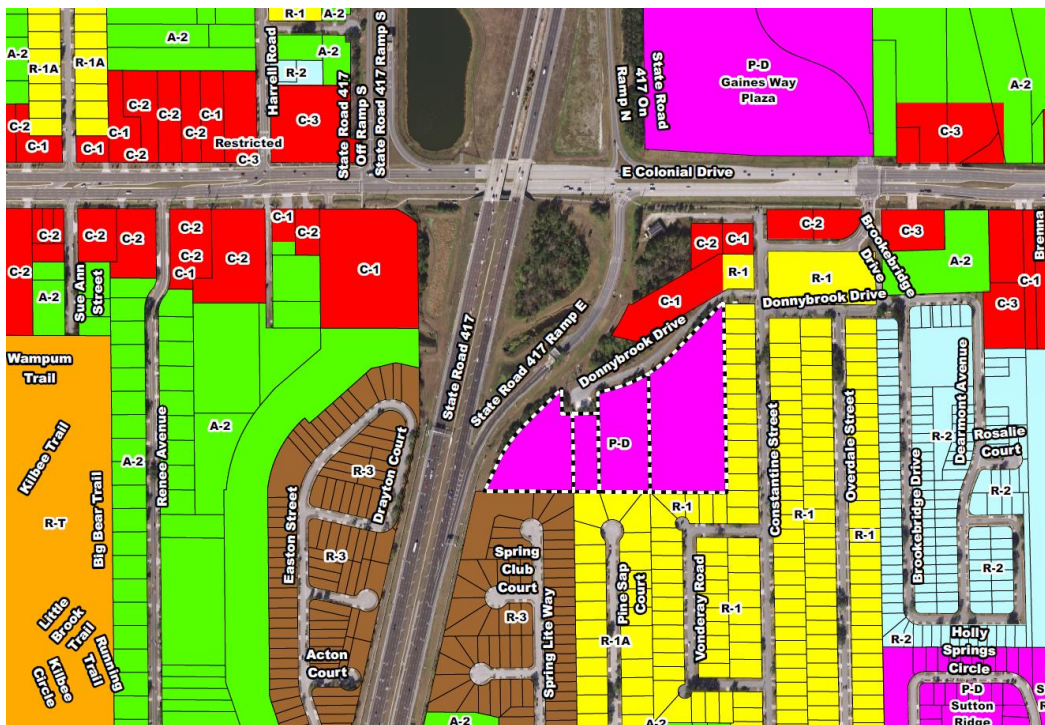 R-1
A-2
A-2
A-2
R-1A
R-1A
Harrell Road
A-2
R-2
State Road 417
Off Ramp S
State Road 417 Ramp S
State Road
417 On
Ramp N
P-D
Gaines Way
Plaza
A-2
C-2
C-2
C-2
C-1
C-2
C-1
C-2
C-1
C-1
C-2
Restricted
C-3
C-3
C-3
E Colonial Drive
C-2
C-2
C-2
C-2
C-2
C-2
C-1
C-2
C-1
C-2
C-1
C-2
C-1
C-2
C-3
Brookebridge
Drive
A-2
Brenna
C-1
C-3
A-2
Sue Ann
Street
R-1
R-1
Donnybrook Drive
C-1
Donnybrook Drive
State Road 417
State Road 417 Ramp E
Wampum
Trail
Kilbee Trail
R-T
Big Bear Trail
A-2
Renee Avenue
A-2
Easton Street
R-3
Drayton Court
R-3
P-D
Constantine Street
Overdale Street
Brookebridge Drive
R-2
Dearmont Avenue
Rosalie
Court
R-2
R-2
R-1
R-1
R-1
R-1
Spring
Club
Court
R-3
Spring Life Way
Pine Sap
Court
R-1A
Vonderay Road
Little
Brook
Trail
Running
Trail
Kilbee
Circle
Acton
Court
A-2
A-2
R-2
Holly
Springs
Circle
P-D
Sutton
Ridge
S
R